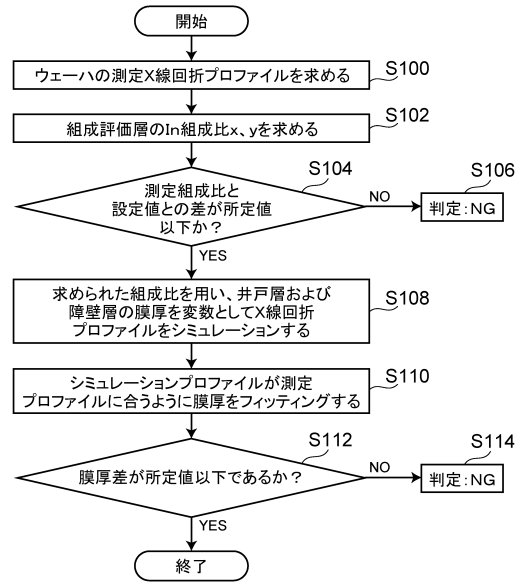 開始
ウェーハの測定X線回折プロファイルを求める
S100
組成評価層のIn組成比x、yを求める
S102
測定組成比と
設定値との差が所定値
以下か？
S104
NO
判定：NG
S106
YES
求められた組成比を用い、井戸層および
障壁層の膜厚を変数としてX線回折
プロファイルをシミュレーションする
S108
シミュレーションプロファイルが測定
プロファイルに合うように膜厚をフィッティングする
S110
膜厚差が所定値以下であるか？
S112
NO
判定：NG
S114
YES
終了